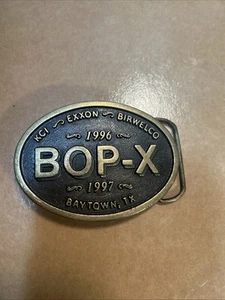 KCI EXXON BIRWELCO
1996
BOP-X
1997
BAYTOWN, TX